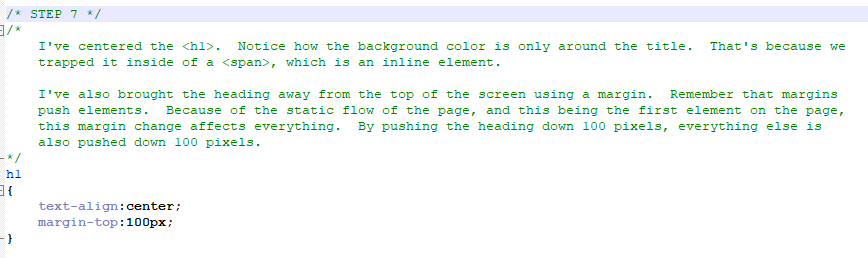 /* STEP 7 */
/*
I've centered the <h1>.  Notice how the background color is only around the title.  That's because we
trapped it inside of a <span>, which is an inline element.
I've also brought the heading away from the top of the screen using a margin.  Remember that margins
push elements.  Because of the static flow of the page, and this being the first element on the page,
this margin change affects everything.  By pushing the heading down 100 pixels, everything else is
also pushed down 100 pixels.
*/
h1
{
text-align:center;
margin-top:100px;
}